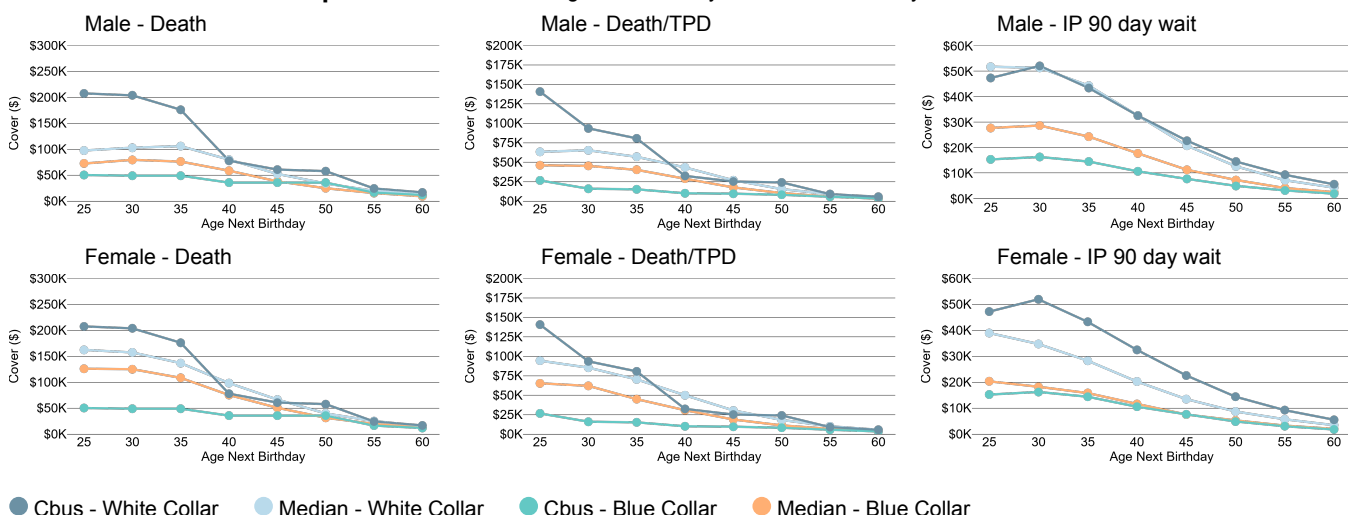 Male - Death
$300K
$250K
$200K
$150K
$100K
$50K
$0K
Cover ($)
25 30 35 40 45 50 55 60
Age Next Birthday
Male - Death/TPD
$200K
$175K
$150K
$125K
$100K
$75K
$50K
$25K
$0K
Cover ($)
25 30 35 40 45 50 55 60
Age Next Birthday
Male - IP 90 day wait
$60K
$50K
$40K
$30K
$20K
$10K
$0K
Cover ($)
25 30 35 40 45 50 55 60
Age Next Birthday
Female - Death
$300K
$250K
$200K
$150K
$100K
$50K
$0K
Cover ($)
25 30 35 40 45 50 55 60
Age Next Birthday
Female - Death/TPD
$200K
$175K
$150K
$125K
$100K
$75K
$50K
$25K
$0K
Cover ($)
25 30 35 40 45 50 55 60
Age Next Birthday
Female - IP 90 day wait
$60K
$50K
$40K
$30K
$20K
$10K
$0K
Cover ($)
25 30 35 40 45 50 55 60
Age Next Birthday
Cbus - White Collar Median - White Collar Cbus - Blue Collar Median - Blue Collar